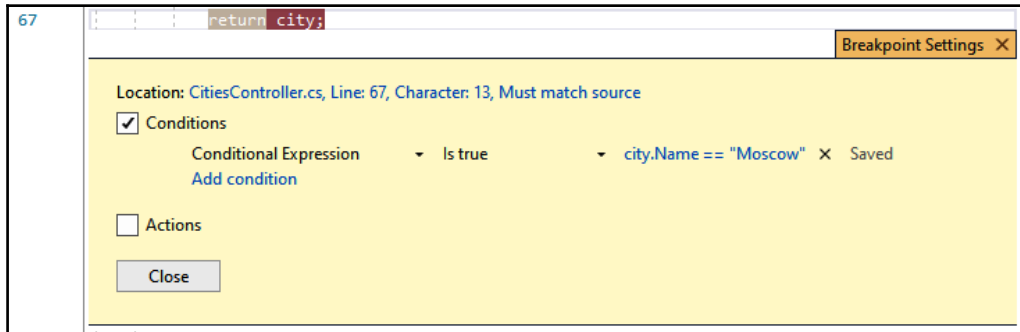 67 return city;
Breakpoint Settings ✕
Location: CitiesController.cs, Line: 67, Character: 13, Must match source
Conditions
Conditional Expression Is true city.Name == "Moscow" ✕ Saved
Add condition
Actions
Close